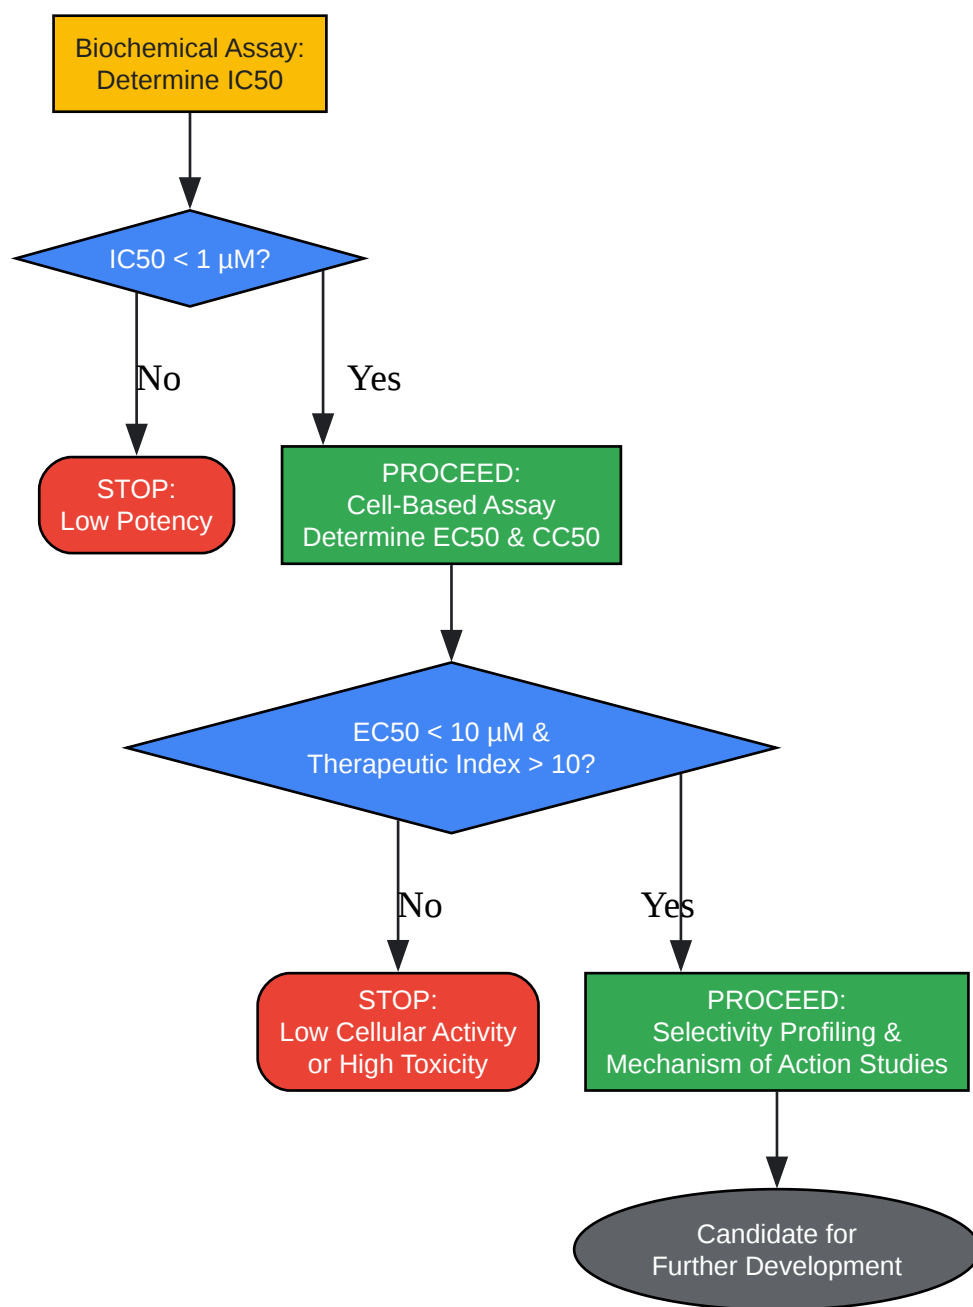 Biochemical Assay:
Determine IC50
IC50 < 1 µM?
No
Yes
STOP:
Low Potency
PROCEED:
Cell-Based Assay
Determine EC50 & CC50
EC50 < 10 µM &
Therapeutic Index > 10?
No
Yes
STOP:
Low Cellular Activity
or High Toxicity
PROCEED:
Selectivity Profiling &
Mechanism of Action Studies
Candidate for
Further Development